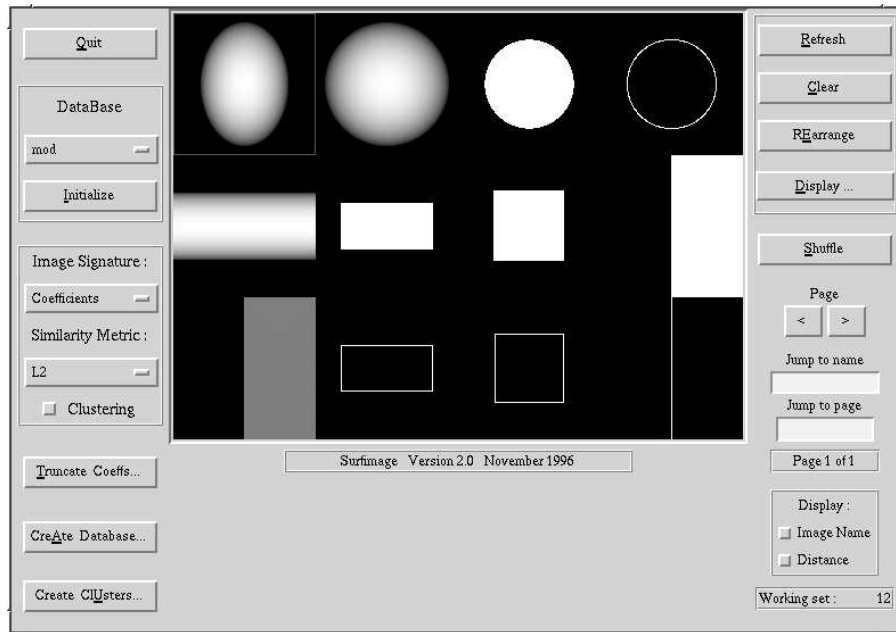 Quit
DataBase
mod
Initialize
Image Signature :
Coefficients
Similarity Metric :
L2
Clustering
Truncate Coeffs...
CreAte Database...
Create ClUsters...
Surfimage Version 2.0 November 1996
Refresh
Clear
REarrange
Display ...
Shuffle
Page
< >
Jump to name
Jump to page
Page 1 of 1
Display :
Image Name
Distance
Working set : 12